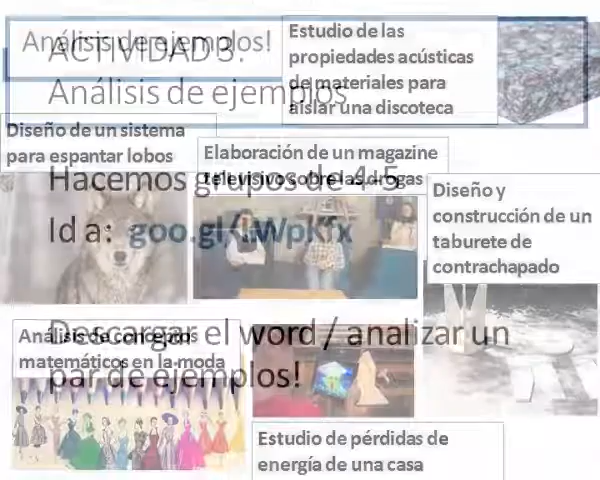 Análisis de ejemplos!
ACTIVIDAD 3.
Análisis de ejemplos
Estudio de las
propiedades acústicas
de materiales para
aislar una discoteca
Diseño de un sistema
para espantar lobos
Elaboración de un magazine
televisivo sobre las drogas
Hacemos grupos de 4-5
Id a:
Diseño y
construcción de un
taburete de
contrachapado
Análisis de conceptos
matemáticos en la moda
Descargar el word / analizar un
par de ejemplos!
Estudio de pérdidas de
energía de una casa